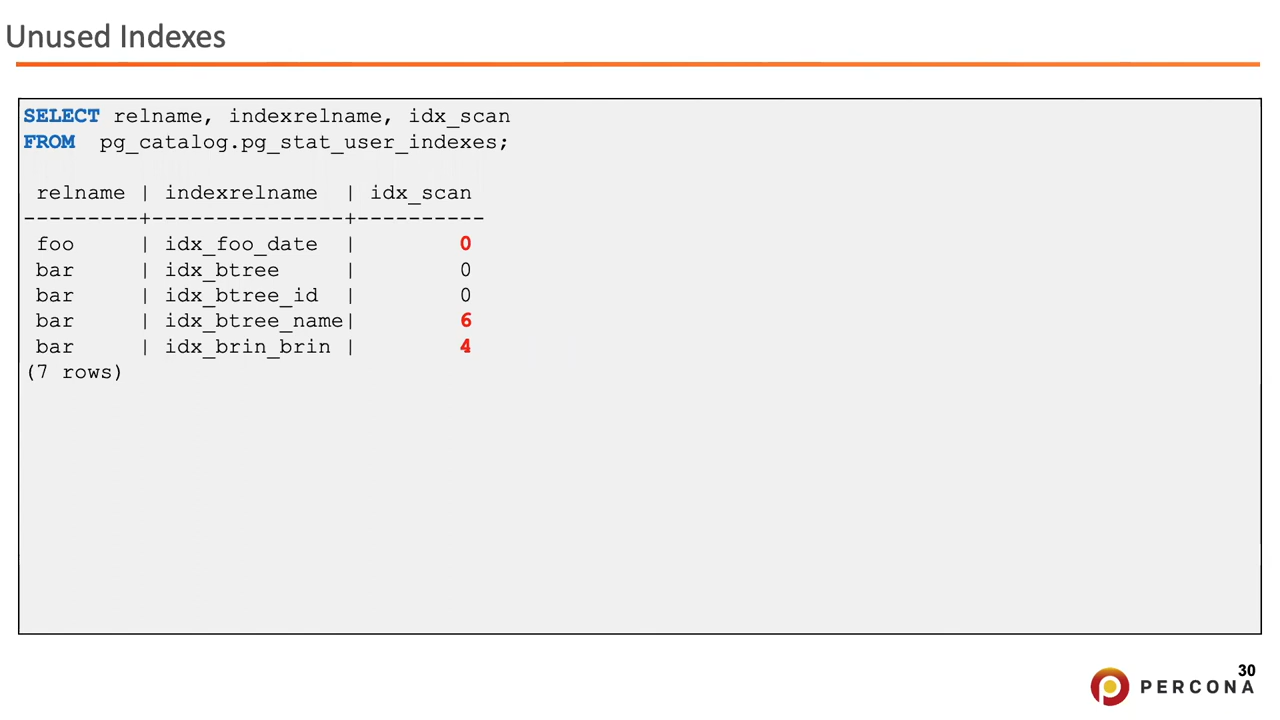 Unused Indexes
SELECT relname, indexrelname, idx_scan
FROM  pg_catalog.pg_stat_user_indexes;
 relname | indexrelname  | idx_scan
---------+---------------+----------
 foo     | idx_foo_date  |        0
 bar     | idx_btree     |        0
 bar     | idx_btree_id  |        0
 bar     | idx_btree_name|        6
 bar     | idx_brin_brin |        4
(7 rows)
30
PERCONA